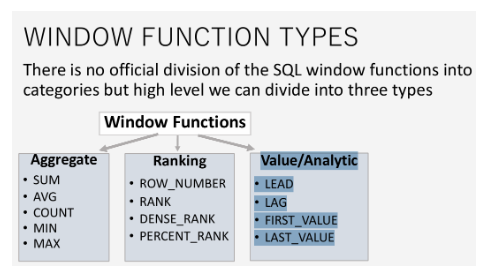 WINDOW FUNCTION TYPES
There is no official division of the SQL window functions into
categories but high level we can divide into three types
Window Functions
Aggregate
• SUM
• AVG
• COUNT
• MIN
• MAX
Ranking
• ROW_NUMBER
• RANK
• DENSE_RANK
• PERCENT_RANK
Value/Analytic
• LEAD
• LAG
• FIRST_VALUE
• LAST_VALUE